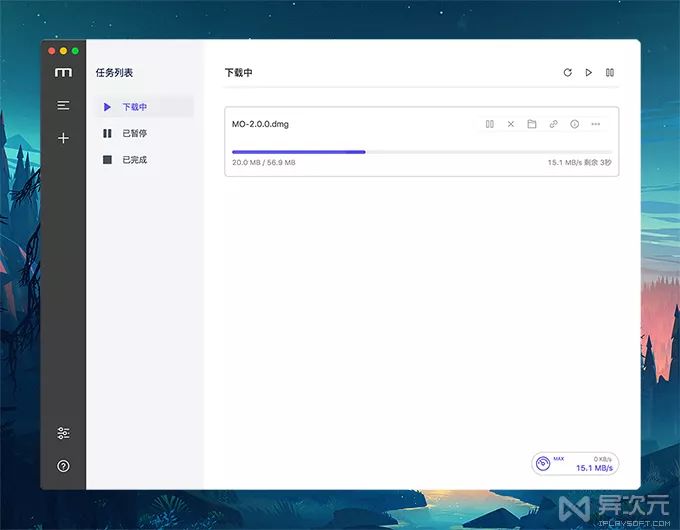 m
任务列表
下载中
已暂停
已完成
下载中
MO-2.0.0.dmg
20.0 MB / 56.9 MB
15.1 MB/s 剩余 3秒
MAX
0 KB/s
15.1 MB/s
异次元
IPLAYSOFT.COM